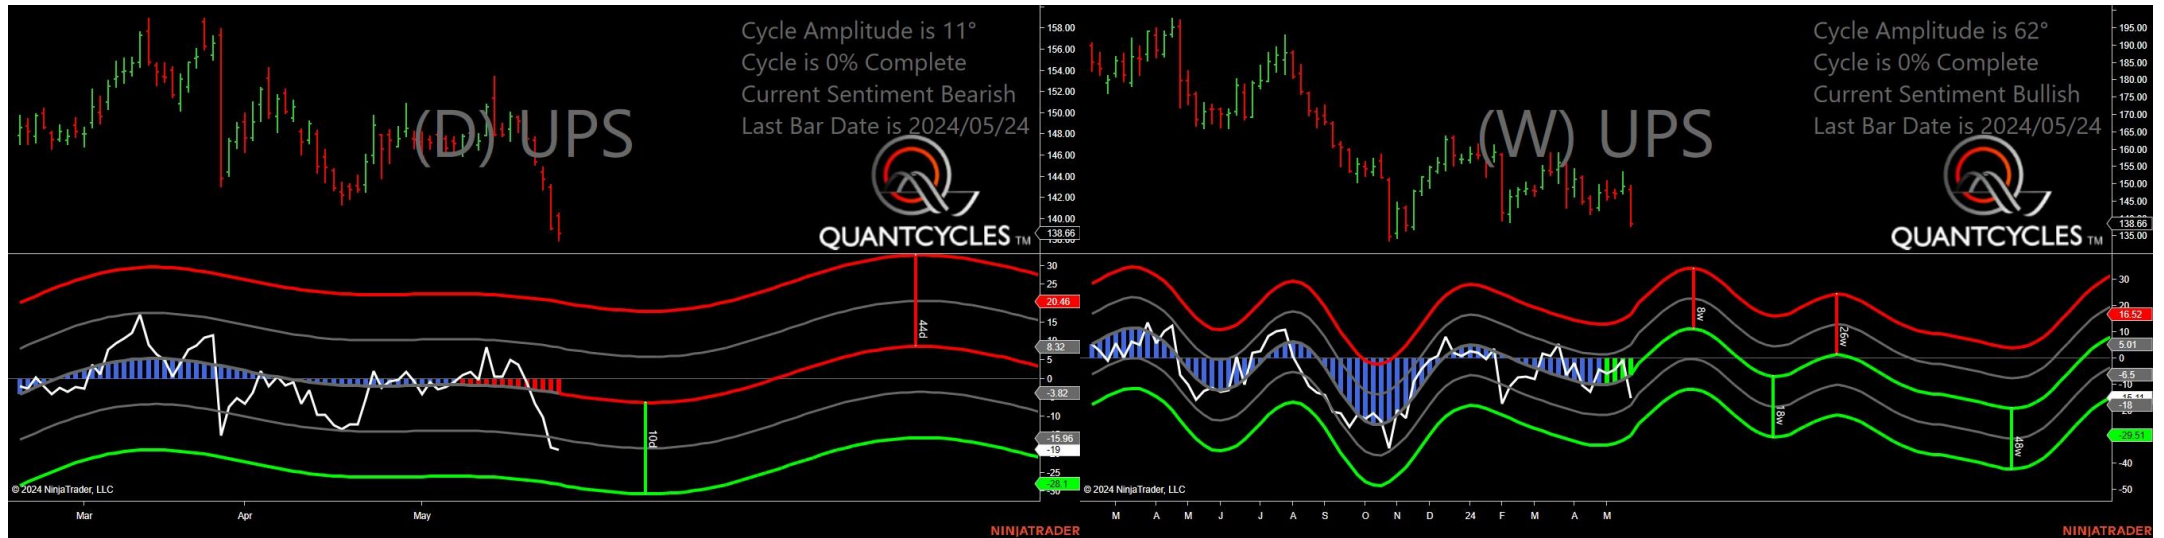 Cycle Amplitude is 11°
Cycle is 0% Complete
Current Sentiment Bearish
Last Bar Date is 2024/05/24
(D) UPS
QUANTCYCLES TM
158.00
156.00
154.00
152.00
150.00
148.00
146.00
144.00
142.00
140.00
138.66
30
25
20.46
15
8.32
5
0
-3.82
-10
-15.96
-19
-25
-28.1
44d
10d
© 2024 NinjaTrader, LLC
Mar Apr May
NINJATRADER
Cycle Amplitude is 62°
Cycle is 0% Complete
Current Sentiment Bullish
Last Bar Date is 2024/05/24
(W) UPS
QUANTCYCLES TM
195.00
190.00
185.00
180.00
175.00
170.00
165.00
160.00
155.00
150.00
145.00
138.66
135.00
30
20
16.52
10
5.01
0
-6.5
-10
-18
-29.51
-40
-50
8w
18w
26w
48w
© 2024 NinjaTrader, LLC
M A M J J A S O N D 24 F M A M
NINJATRADER